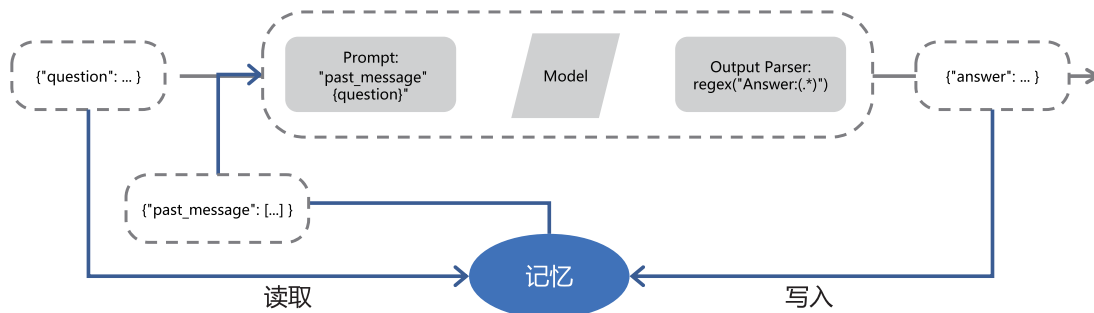 {"question": ... }
Prompt:
"past_message"
{question}"
Model
Output Parser:
regex("Answer:(.*)")
{"answer": ... }
{"past_message": [...] }
记忆
读取
写入